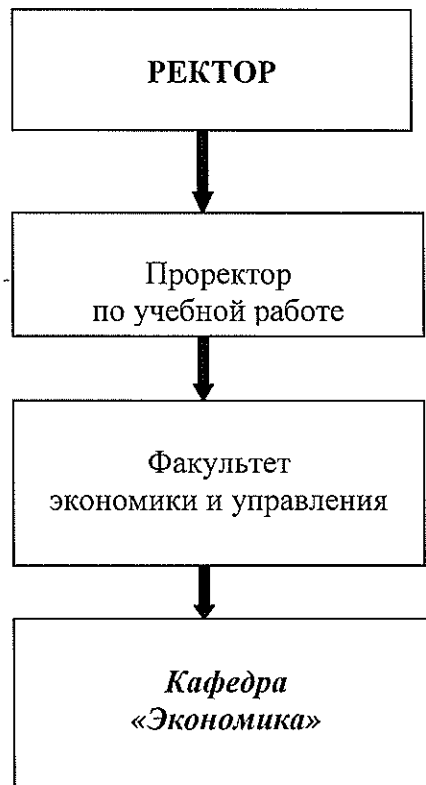 РЕКТОР
Проректор
по учебной работе
Факультет
экономики и управления
Кафедра
«Экономика»